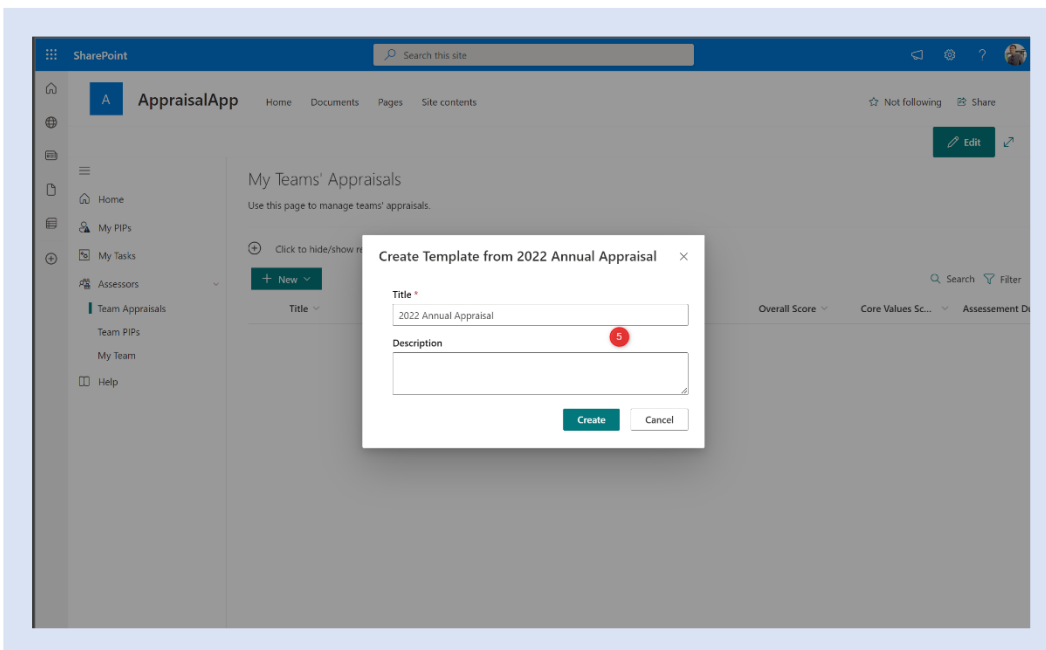 SharePoint
Search this site
?
A
AppraisalApp
Home Documents Pages Site contents
Not following Share
Edit
My Teams' Appraisals
Use this page to manage teams' appraisals.
Home
My PIPs
My Tasks
Assessors
Team Appraisals
Team PIPs
My Team
Help
Click to hide/show
+ New
Search Filter
Title
Overall Score Core Values Sc... Assessement
Create Template from 2022 Annual Appraisal
Title *
2022 Annual Appraisal
5
Description
Create Cancel